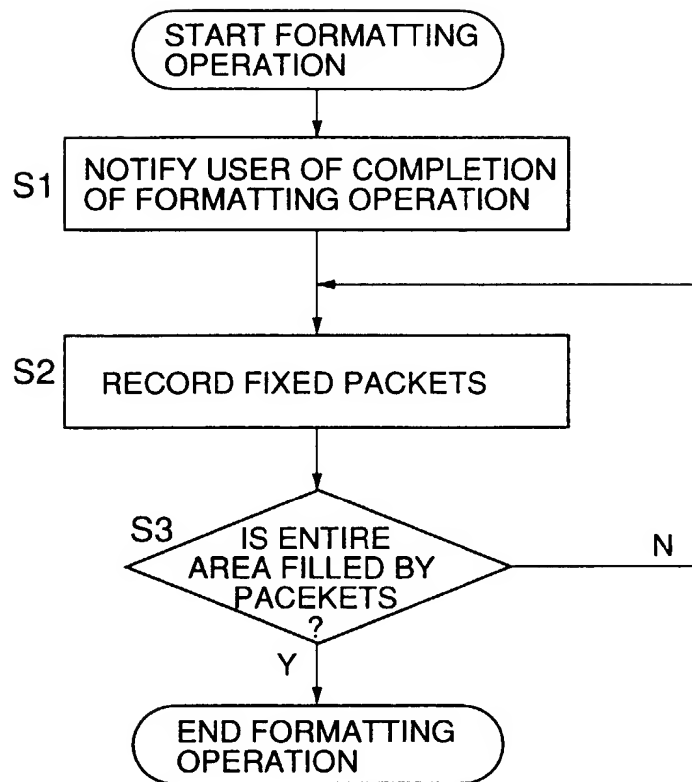 START FORMATTING
OPERATION
S1
NOTIFY USER OF COMPLETION
OF FORMATTING OPERATION
S2
RECORD FIXED PACKETS
S3
IS ENTIRE
AREA FILLED BY
PACEKETS
?
N
Y
END FORMATTING
OPERATION